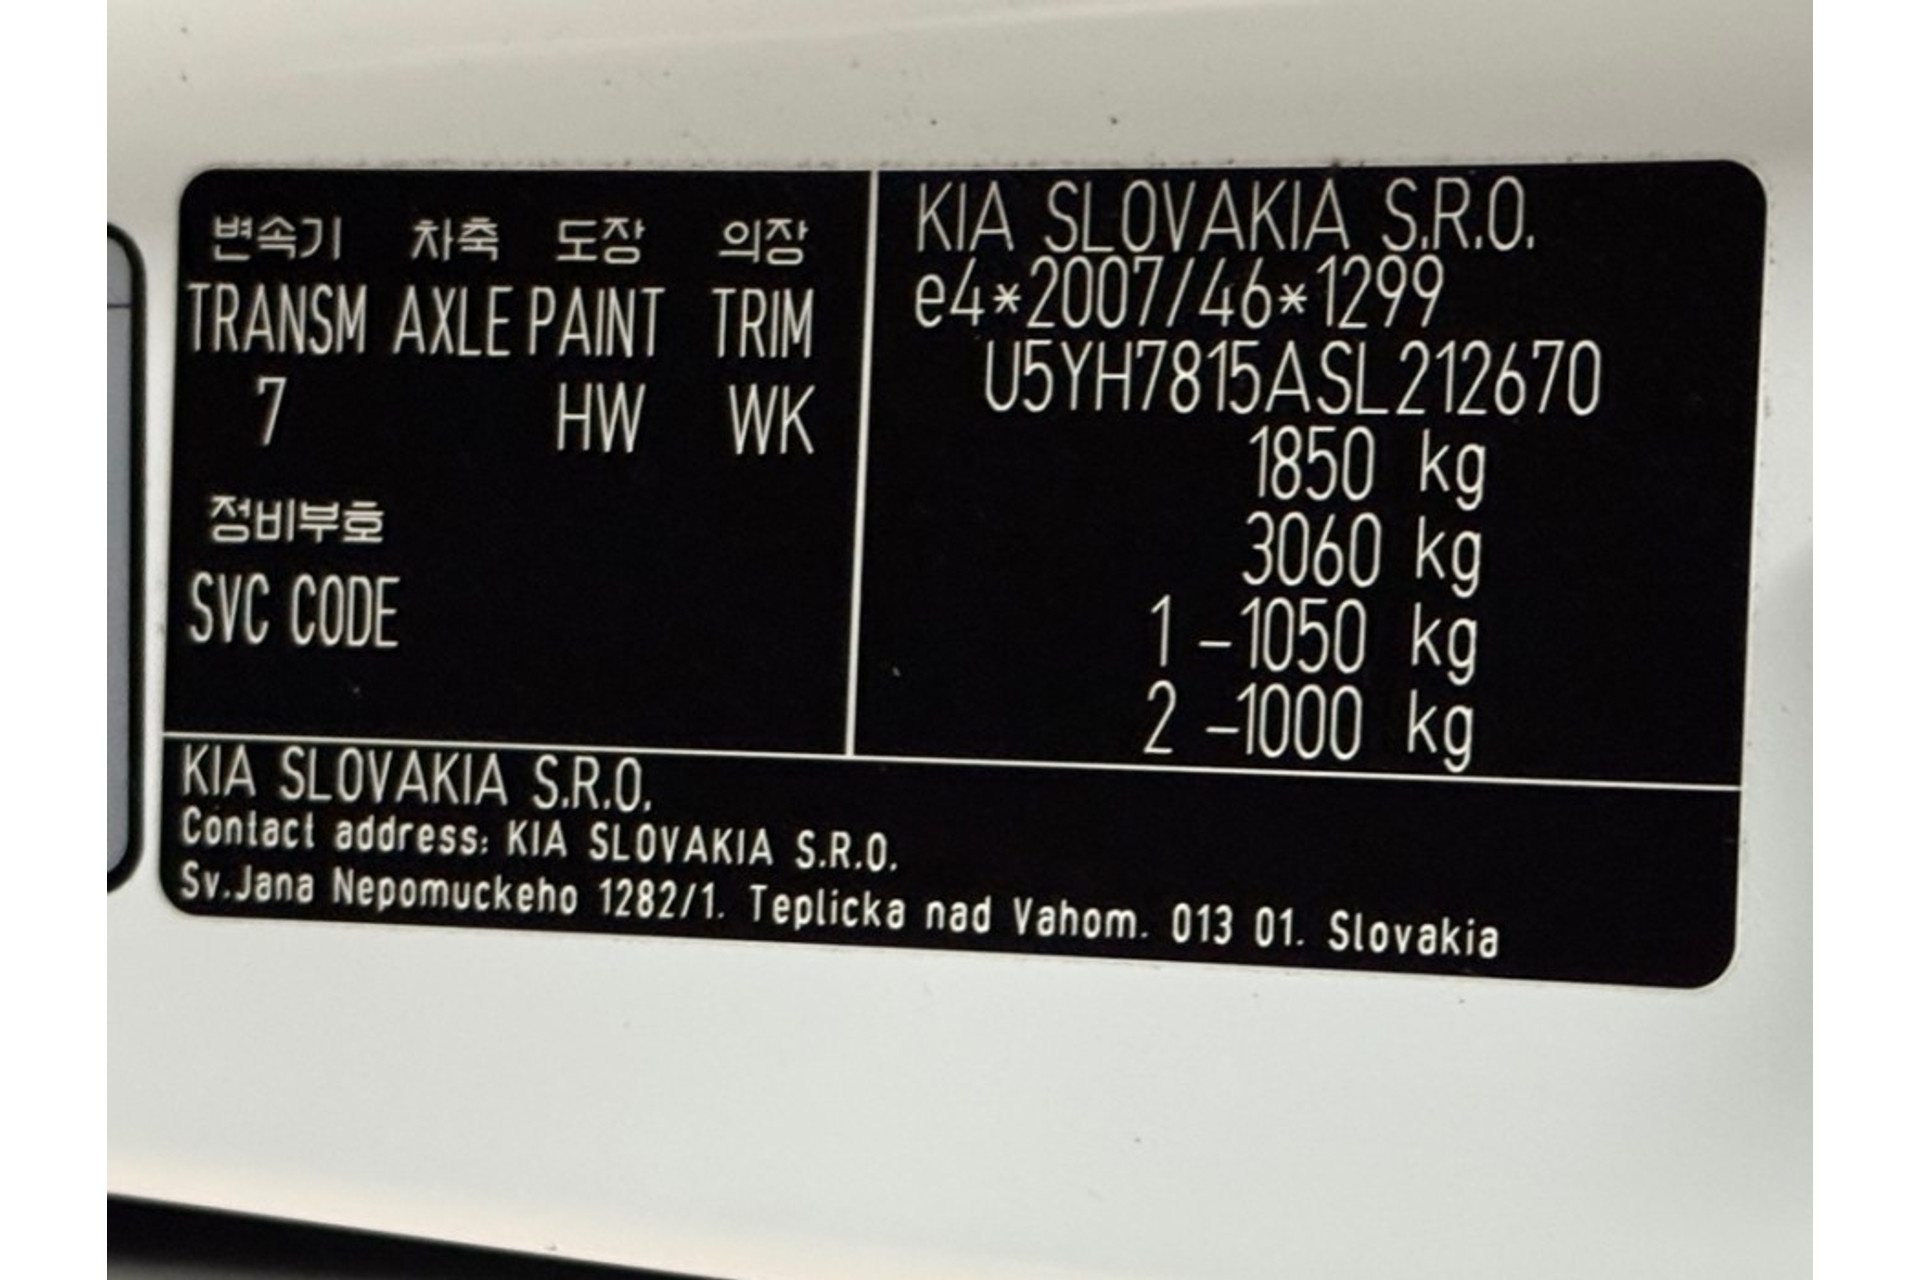 변속기 차축 도장 의장
TRANSM AXLE PAINT TRIM
7 HW WK
정비부호
SVC CODE
KIA SLOVAKIA S.R.O.
e4*2007/46*1299
U5YH7815ASL212670
1850 kg
3060 kg
1 -1050 kg
2 -1000 kg
KIA SLOVAKIA S.R.O.
Contact address: KIA SLOVAKIA S.R.O.
Sv.Jana Nepomuckeho 1282/1. Teplicka nad Vahom. 013 01. Slovakia